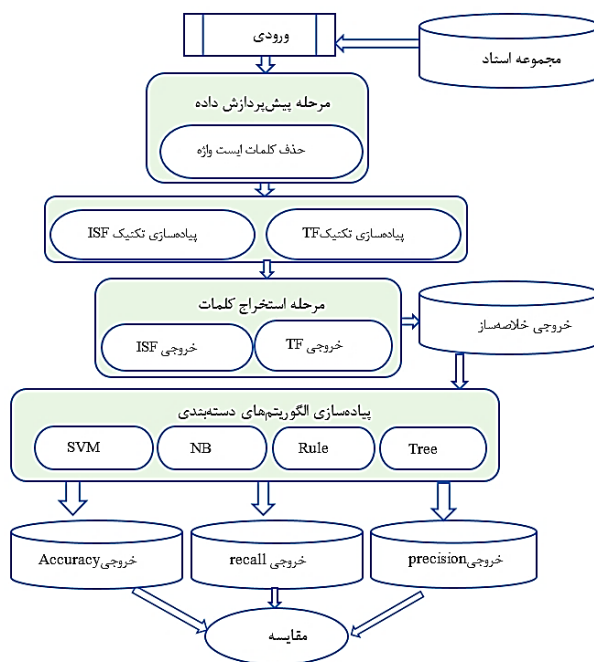 ورودی
مجموعه اسناد
مرحله پیش‌پردازش داده
حذف کلمات ایست واژه
پیاده‌سازی تکنیکTF
پیاده‌سازی تکنیک ISF
مرحله استخراج کلمات
خروجی TF
خروجی ISF
خروجی خلاصه‌ساز
پیاده‌سازی الگوریتم‌های دسته‌بندی
SVM
NB
Rule
Tree
خروجیAccuracy
خروجی recall
خروجیprecision
مقایسه